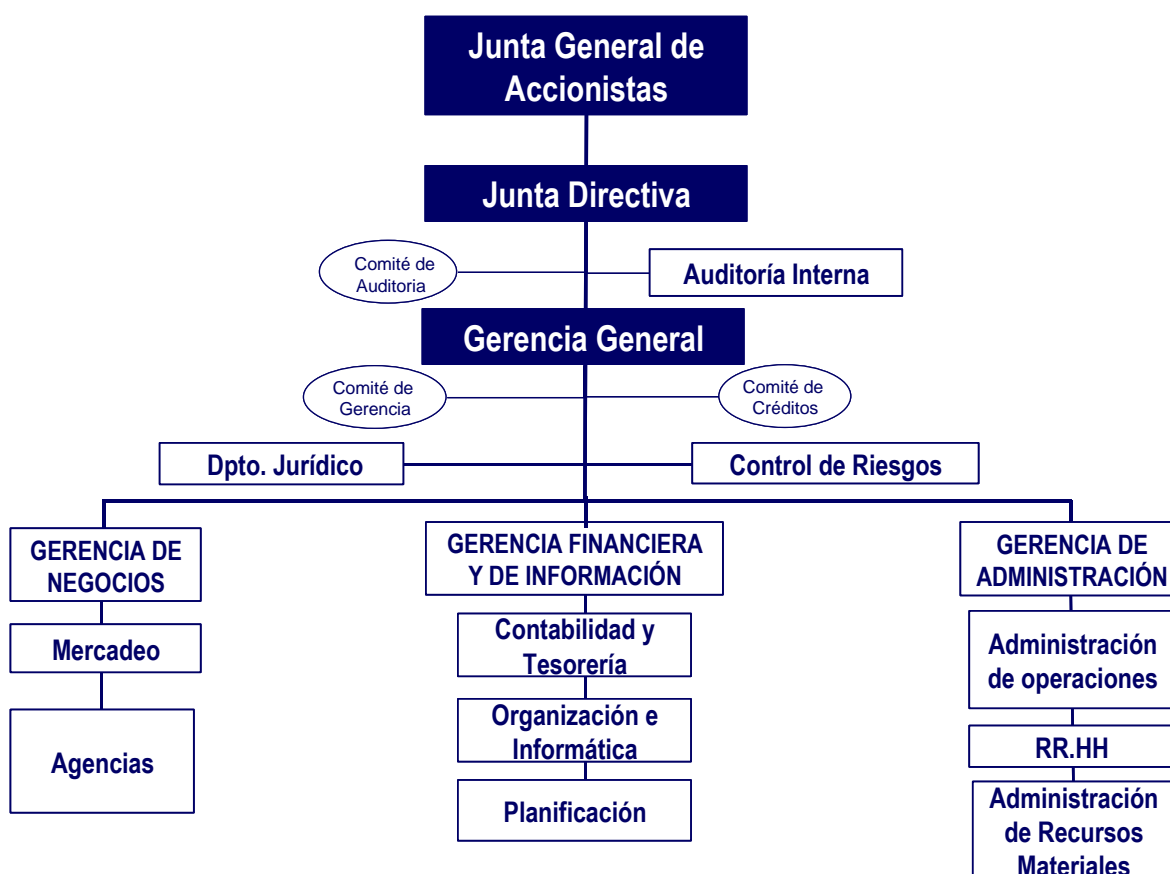 Junta General de
Accionistas
Junta Directiva
Comité de
Auditoria
Auditoría Interna
Gerencia General
Comité de
Gerencia
Comité de
Créditos
Dpto. Jurídico
Control de Riesgos
GERENCIA DE
NEGOCIOS
Mercadeo
Agencias
GERENCIA FINANCIERA
Y DE INFORMACIÓN
Contabilidad y
Tesorería
Organización e
Informática
Planificación
GERENCIA DE
ADMINISTRACIÓN
Administración
de operaciones
RR.HH
Administración
de Recursos
Materiales